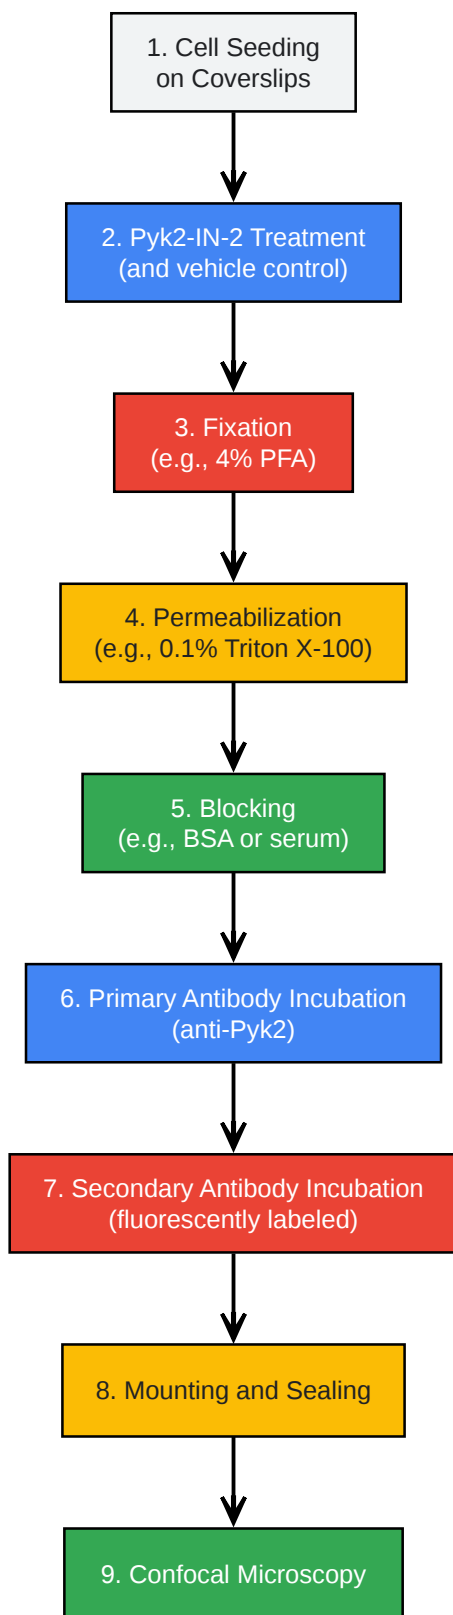 1. Cell Seeding
on Coverslips
2. Pyk2-IN-2 Treatment
(and vehicle control)
3. Fixation
(e.g., 4% PFA)
4. Permeabilization
(e.g., 0.1% Triton X-100)
5. Blocking
(e.g., BSA or serum)
6. Primary Antibody Incubation
(anti-Pyk2)
7. Secondary Antibody Incubation
(fluorescently labeled)
8. Mounting and Sealing
9. Confocal Microscopy